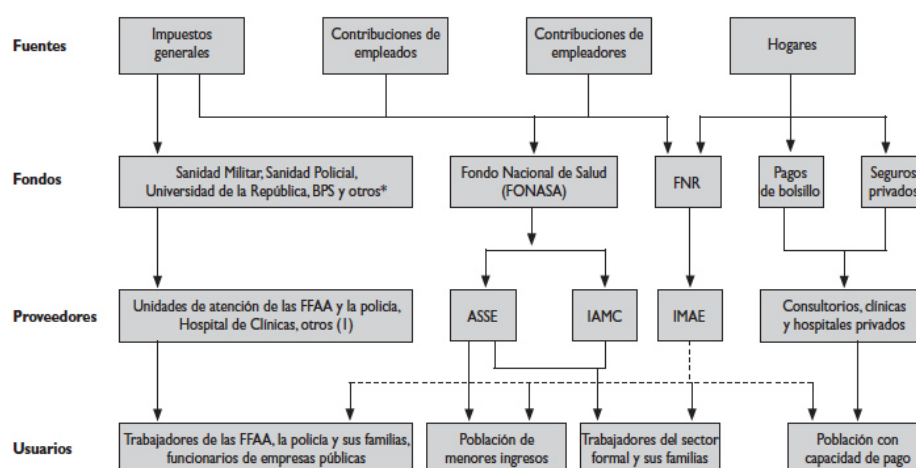 Fuentes
Impuestos
generales
Contribuciones de
empleados
Contribuciones de
empleadores
Hogares
Fondos
Sanidad Militar, Sanidad Policial,
Universidad de la República, BPS y otros*
Fondo Nacional de Salud
(FONASA)
FNR
Pagos
de bolsillo
Seguros
privados
Proveedores
Unidades de atención de las FFAA y la policía,
Hospital de Clínicas, otros (1)
ASSE
IAMC
IMAE
Consultorios, clínicas
y hospitales privados
Usuarios
Trabajadores de las FFAA, la policía y sus familias,
funcionarios de empresas públicas
Población de
menores ingresos
Trabajadores del sector
formal y sus familias
Población con
capacidad de pago